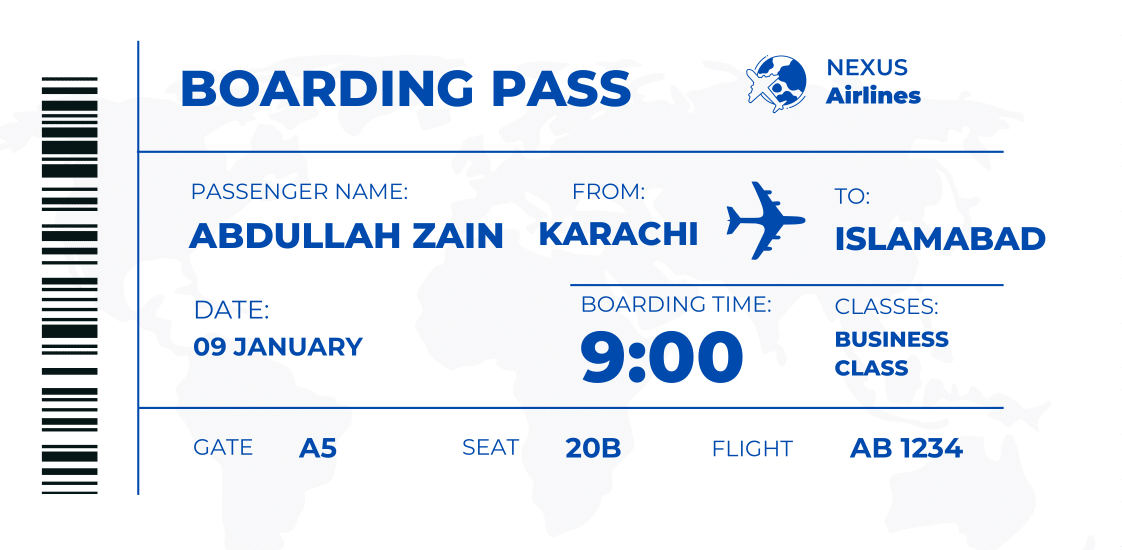 BOARDING PASS
NEXUS
Airlines
PASSENGER NAME:
ABDULLAH ZAIN
FROM:
KARACHI
TO:
ISLAMABAD
DATE:
09 JANUARY
BOARDING TIME:
9:00
CLASSES:
BUSINESS
CLASS
GATE A5 SEAT 20B FLIGHT AB 1234